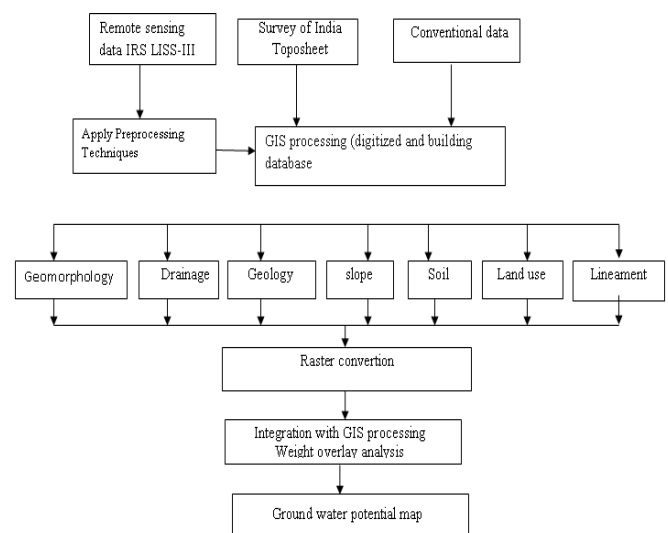 Remote sensing
data IRS LISS-III
Survey of India
Toposheet
Conventional data
Apply Preprocessing
Techniques
GIS processing (digitized and building
database
Geomorphology
Drainage
Geology
slope
Soil
Land use
Lineament
Raster convertion
Integration with GIS processing
Weight overlay analysis
Ground water potential map